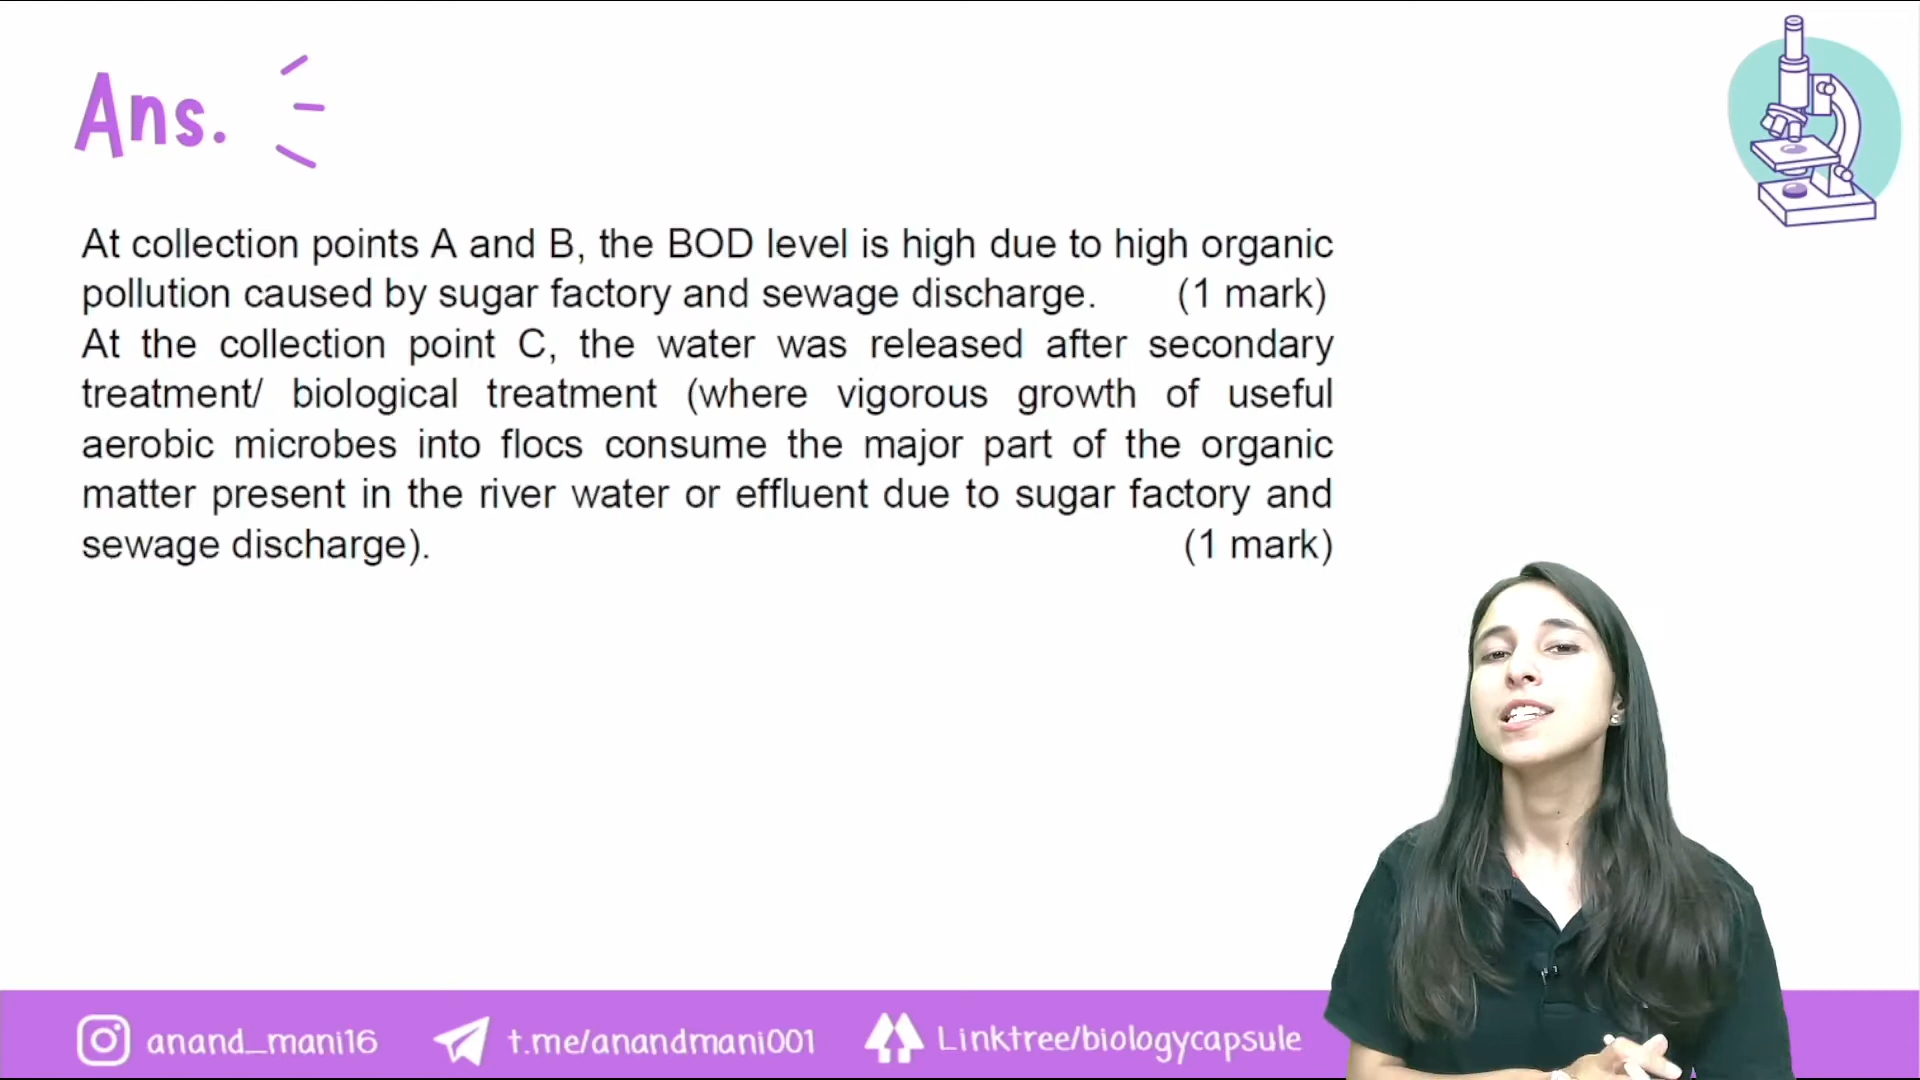 Ans.
At collection points A and B, the BOD level is high due to high organic
pollution caused by sugar factory and sewage discharge. (1 mark)
At the collection point C, the water was released after secondary
treatment/ biological treatment (where vigorous growth of useful
aerobic microbes into flocs consume the major part of the organic
matter present in the river water or effluent due to sugar factory and
sewage discharge). (1 mark)
anand_mani16 t.me/anandmani001 Linktree/biologycapsule